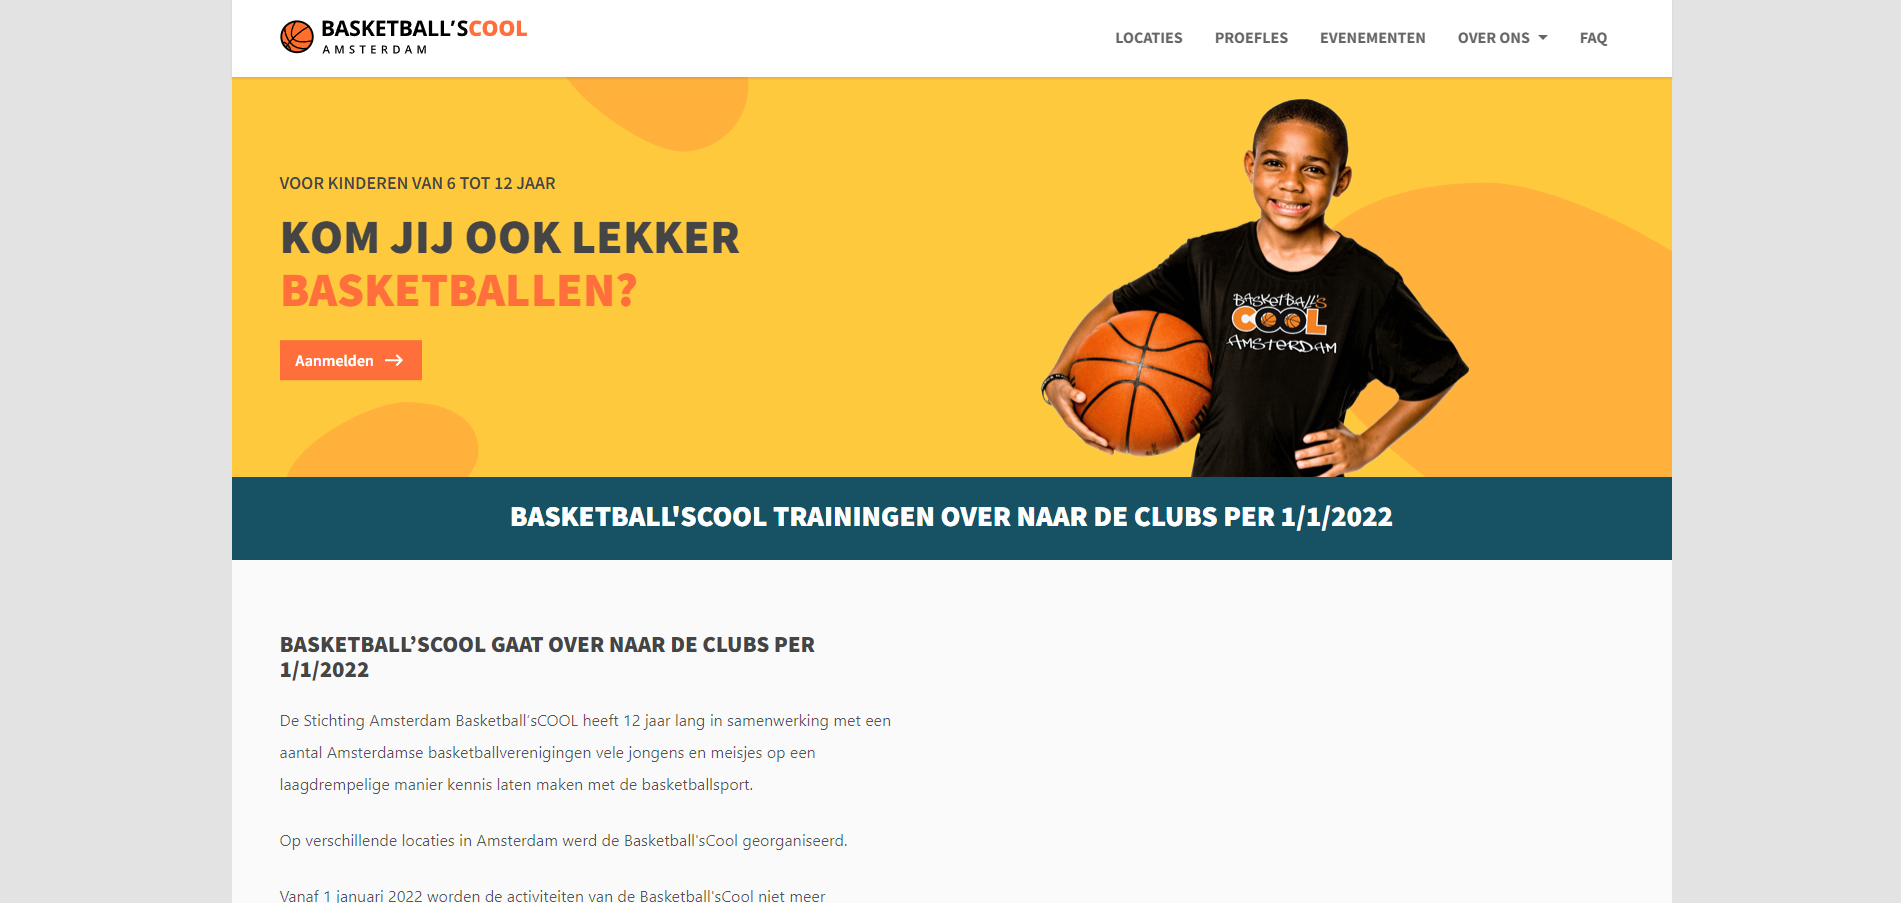 BASKETBALL’SCOOL
AMSTERDAM
LOCATIES PROEFLES EVENEMENTEN OVER ONS FAQ
VOOR KINDEREN VAN 6 TOT 12 JAAR
KOM JIJ OOK LEKKER
BASKETBALLEN?
Aanmelden
BASKETBALL'S
COOL
AMSTERDAM
BASKETBALL'SCOOL TRAININGEN OVER NAAR DE CLUBS PER 1/1/2022
BASKETBALL’SCOOL GAAT OVER NAAR DE CLUBS PER
1/1/2022
De Stichting Amsterdam Basketball’sCOOL heeft 12 jaar lang in samenwerking met een
aantal Amsterdamse basketballverenigingen vele jongens en meisjes op een
laagdrempelige manier kennis laten maken met de basketballsport.
Op verschillende locaties in Amsterdam werd de Basketball'sCool georganiseerd.
Vanaf 1 januari 2022 worden de activiteiten van de Basketball'sCool niet meer